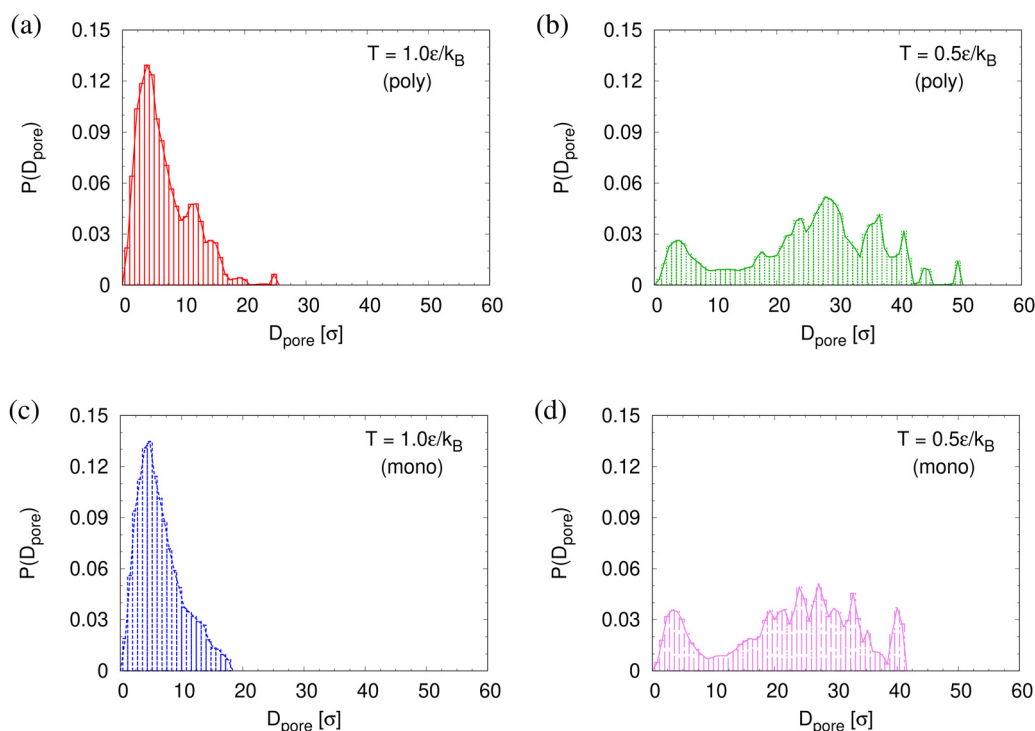 (a)
T = 1.0ε/k_B
(poly)
P(D_pore)
0.15
0.12
0.09
0.06
0.03
0
0 10 20 30 40 50 60
D_pore [σ]
(b)
T = 0.5ε/k_B
(poly)
P(D_pore)
0.15
0.12
0.09
0.06
0.03
0
0 10 20 30 40 50 60
D_pore [σ]
(c)
T = 1.0ε/k_B
(mono)
P(D_pore)
0.15
0.12
0.09
0.06
0.03
0
0 10 20 30 40 50 60
D_pore [σ]
(d)
T = 0.5ε/k_B
(mono)
P(D_pore)
0.15
0.12
0.09
0.06
0.03
0
0 10 20 30 40 50 60
D_pore [σ]